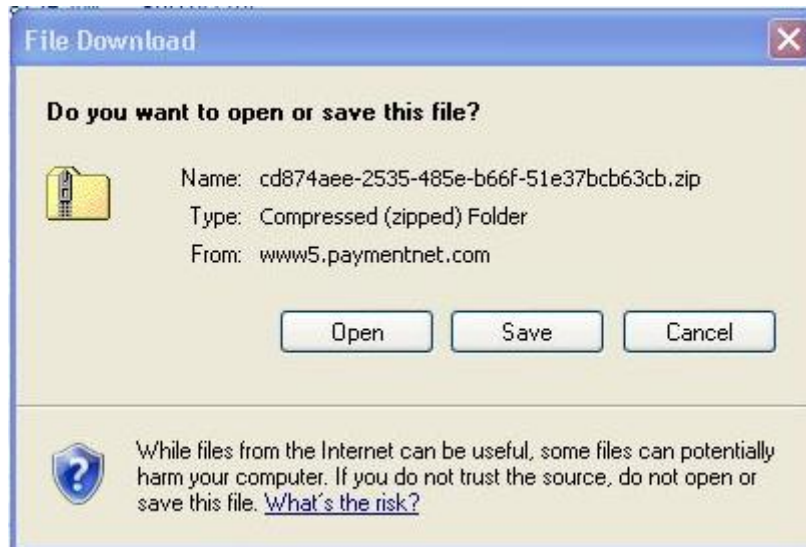 File Download
Do you want to open or save this file?
Name: cd874aee-2535-485e-b66f-51e37bcb63cb.zip
Type: Compressed (zipped) Folder
From: www5.paymentnet.com
Open Save Cancel
While files from the Internet can be useful, some files can potentially
harm your computer. If you do not trust the source, do not open or
save this file. What's the risk?